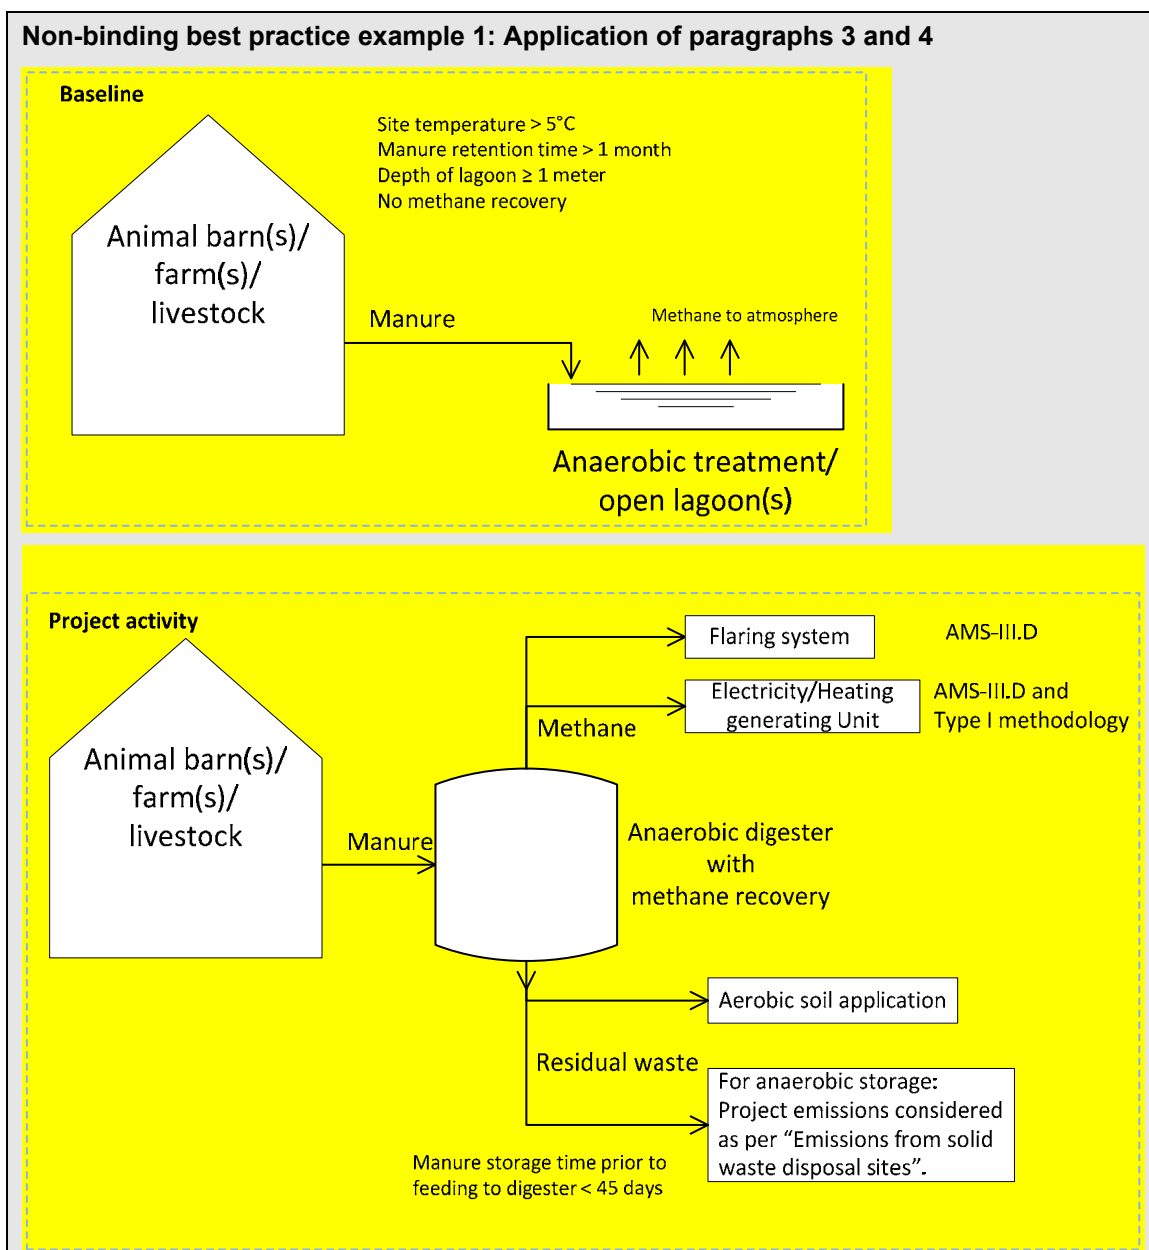 Non-binding best practice example 1: Application of paragraphs 3 and 4
Baseline
Site temperature > 5°C
Manure retention time > 1 month
Depth of lagoon ≥ 1 meter
No methane recovery
Animal barn(s)/
farm(s)/
livestock
Manure
Methane to atmosphere
Anaerobic treatment/
open lagoon(s)
Project activity
Flaring system
AMS-III.D
Electricity/Heating
generating Unit
AMS-III.D and
Type I methodology
Methane
Animal barn(s)/
farm(s)/
livestock
Manure
Anaerobic digester
with
methane recovery
Aerobic soil application
Residual waste
For anaerobic storage:
Project emissions considered
as per “Emissions from solid
waste disposal sites”.
Manure storage time prior to
feeding to digester < 45 days